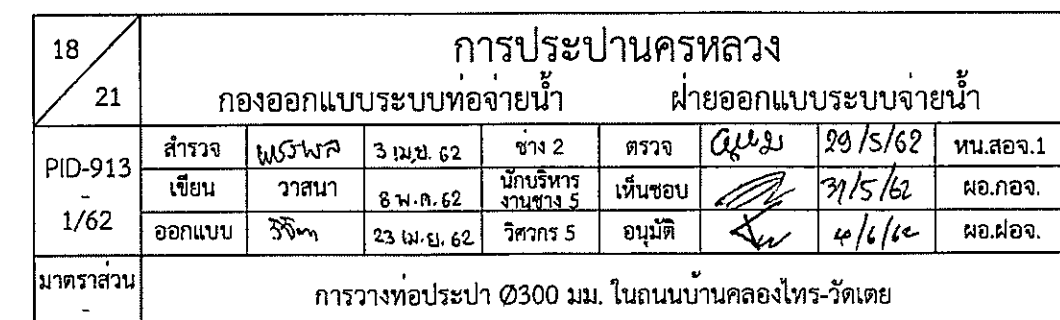 18
21
การประปานครหลวง
กองออกแบบระบบท่อจ่ายน้ำ ฝ่ายออกแบบระบบจ่ายน้ำ
PID-913
-
1/62
สำรวจ พรพล 3 เม.ย. 62 ช่าง 2 ตรวจ 29/5/62 หน.สอจ.1
เขียน วาสนา 8 พ.ค. 62 นักบริหารงานช่าง 5 เห็นชอบ 31/5/62 ผอ.กอจ.
ออกแบบ 23 เม.ย. 62 วิศวกร 5 อนุมัติ 4/6/62 ผอ.ฝอจ.
มาตราส่วน
-
การวางท่อประปา Ø300 มม. ในถนนบ้านคลองไทร-วัดเตย